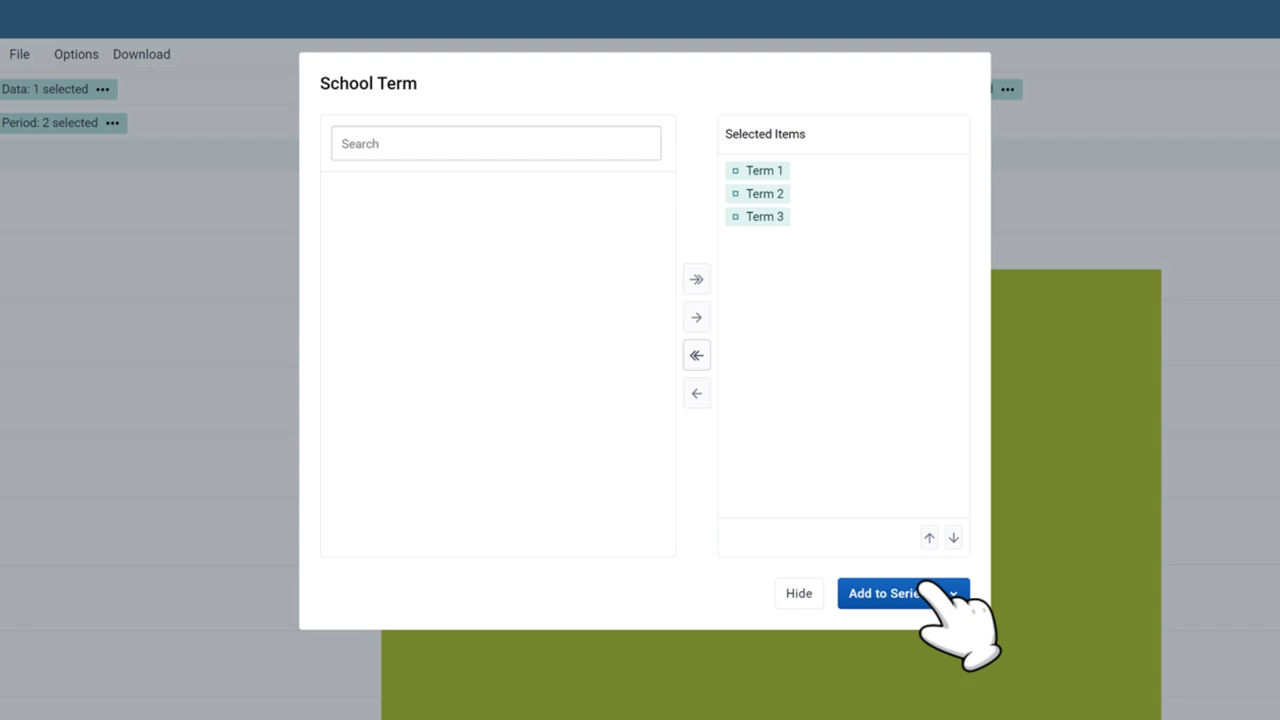 File Options Download
School Term
Data: 1 selected •••
•••
Period: 2 selected •••
Search
Selected Items
Term 1
Term 2
Term 3
Hide
Add to